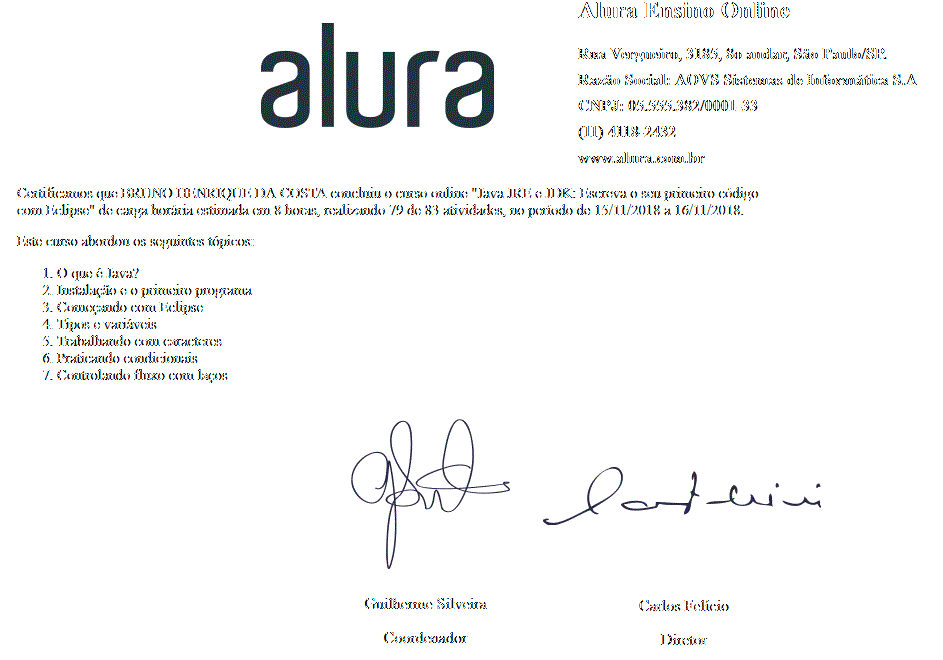 alura
Alura Ensino Online
Rua Vergueiro, 3185, 8o andar, São Paulo/SP.
Razão Social: AOVS Sistemas de Informática S.A
CNPJ: 05.555.382/0001-33
(11) 4118-2432
www.alura.com.br
Certificamos que BRUNO HENRIQUE DA COSTA concluiu o curso online "Java JRE e JDK: Escreva o seu primeiro código
com Eclipse" de carga horária estimada em 8 horas, realizando 79 de 83 atividades, no período de 15/11/2018 a 16/11/2018.
Este curso abordou os seguintes tópicos:
1. O que é Java?
2. Instalação e o primeiro programa
3. Começando com Eclipse
4. Tipos e variáveis
5. Trabalhando com caracteres
6. Praticando condicionais
7. Controlando fluxo com laços
Guilherme Silveira
Carlos Felício
Coordenador
Diretor